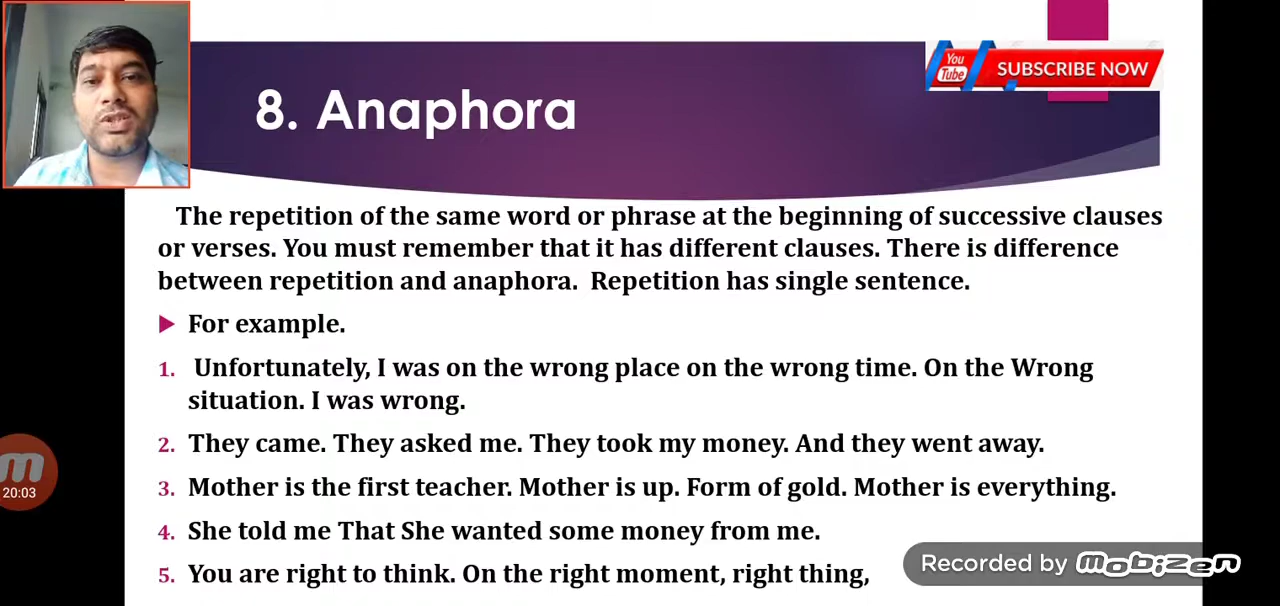 You
Tube
SUBSCRIBE NOW
8. Anaphora
The repetition of the same word or phrase at the beginning of successive clauses
or verses. You must remember that it has different clauses. There is difference
between repetition and anaphora. Repetition has single sentence.
For example.
1. Unfortunately, I was on the wrong place on the wrong time. On the Wrong
situation. I was wrong.
2. They came. They asked me. They took my money. And they went away.
3. Mother is the first teacher. Mother is up. Form of gold. Mother is everything.
4. She told me That She wanted some money from me.
5. You are right to think. On the right moment, right thing,
20:03
Recorded by mobizen